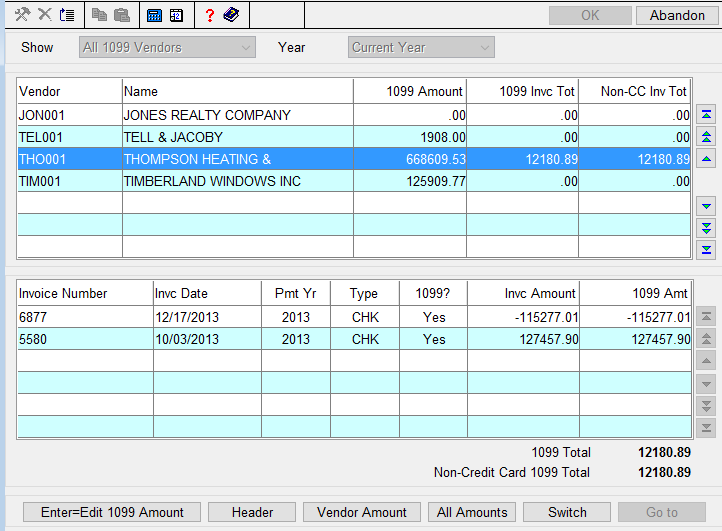 OK Abandon
Show All 1099 Vendors Year Current Year
Vendor Name 1099 Amount 1099 Invc Tot Non-CC Inv Tot
JON001 JONES REALTY COMPANY .00 .00 .00
TEL001 TELL & JACOBY 1908.00 .00 .00
THO001 THOMPSON HEATING & 668609.53 12180.89 12180.89
TIM001 TIMBERLAND WINDOWS INC 125909.77 .00 .00
Invoice Number Invc Date Pmt Yr Type 1099? Invc Amount 1099 Amt
6877 12/17/2013 2013 CHK Yes -115277.01 -115277.01
5580 10/03/2013 2013 CHK Yes 127457.90 127457.90
1099 Total 12180.89
Non-Credit Card 1099 Total 12180.89
Enter=Edit 1099 Amount Header Vendor Amount All Amounts Switch Go to